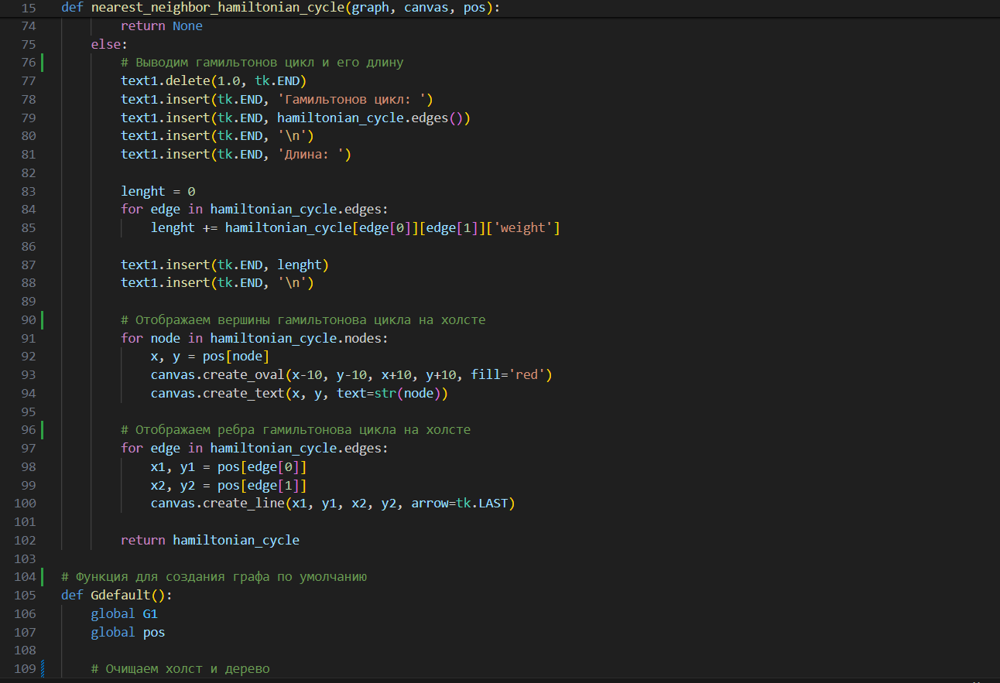 15 def nearest_neighbor_hamiltonian_cycle(graph, canvas, pos):
74 return None
75 else:
76 # Выводим гамильтонов цикл и его длину
77 text1.delete(1.0, tk.END)
78 text1.insert(tk.END, 'Гамильтонов цикл: ')
79 text1.insert(tk.END, hamiltonian_cycle.edges())
80 text1.insert(tk.END, '\n')
81 text1.insert(tk.END, 'Длина: ')
82
83 lenght = 0
84 for edge in hamiltonian_cycle.edges:
85 lenght += hamiltonian_cycle[edge[0]][edge[1]]['weight']
86
87 text1.insert(tk.END, lenght)
88 text1.insert(tk.END, '\n')
89
90 # Отображаем вершины гамильтонова цикла на холсте
91 for node in hamiltonian_cycle.nodes:
92 x, y = pos[node]
93 canvas.create_oval(x-10, y-10, x+10, y+10, fill='red')
94 canvas.create_text(x, y, text=str(node))
95
96 # Отображаем ребра гамильтонова цикла на холсте
97 for edge in hamiltonian_cycle.edges:
98 x1, y1 = pos[edge[0]]
99 x2, y2 = pos[edge[1]]
100 canvas.create_line(x1, y1, x2, y2, arrow=tk.LAST)
101
102 return hamiltonian_cycle
103
104 # Функция для создания графа по умолчанию
105 def Gdefault():
106 global G1
107 global pos
108
109 # Очищаем холст и дерево